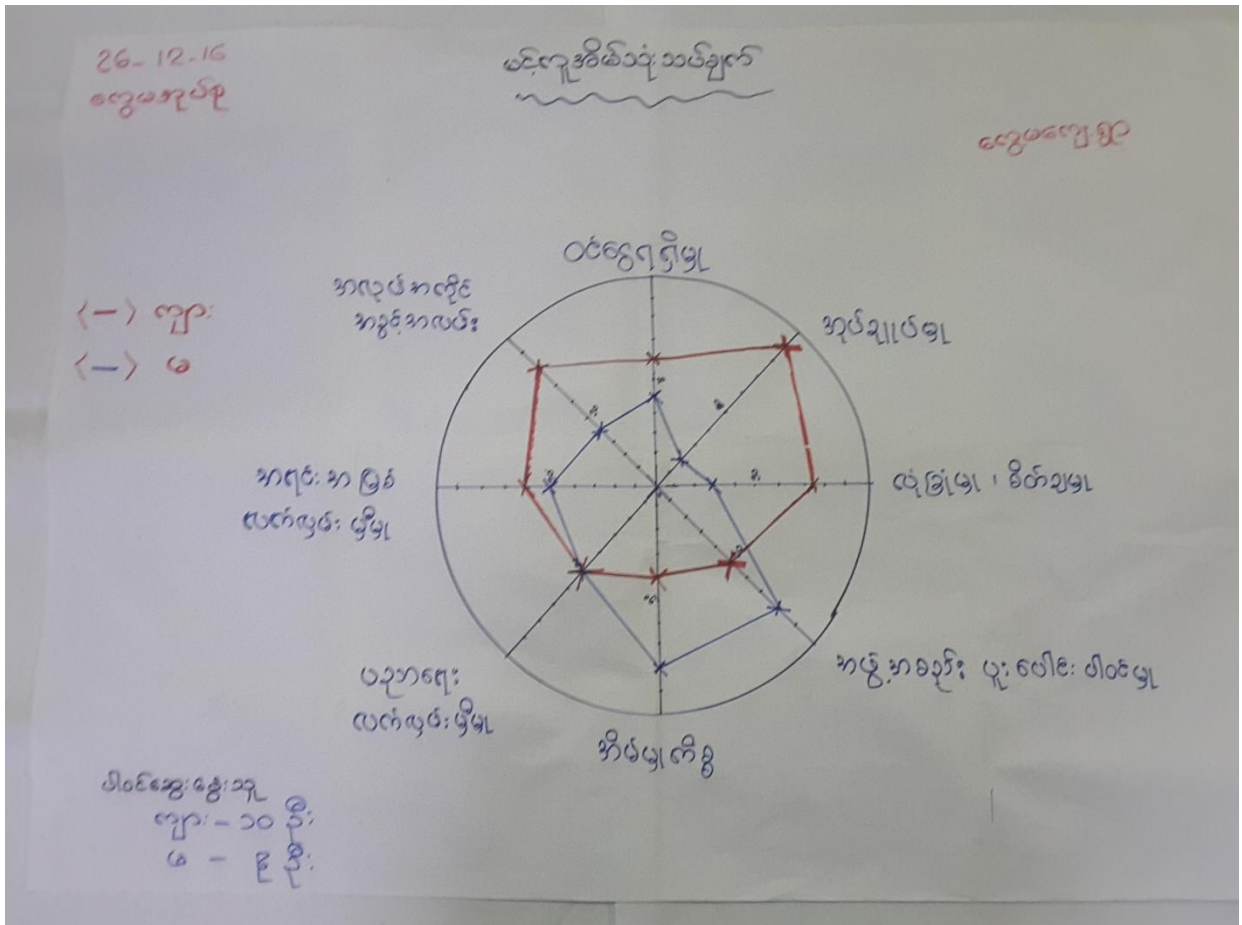 26-12-16
ကွေမအုပ်စု
ပင့်ကူအိမ်သုံးသပ်ချက်
ကွေမကျေးရွာ
ဝင်ငွေရရှိမှု
အလုပ်အကိုင်
အခွင့်အလမ်း
အုပ်ချုပ်မှု
(–) ကျား
(–) မ
အရင်းအမြစ်
လက်လှမ်းမှီမှု
လုံခြုံမှု ၊ စိတ်ချမှု
ပညာရေး
လက်လှမ်းမှီမှု
အဖွဲ့အစည်း ပူးပေါင်းပါဝင်မှု
အိမ်မှုကိစ္စ
ပါဝင်ဆွေးနွေးသူ
ကျား – ၁၀ ဦး
မ – ၉ ဦး